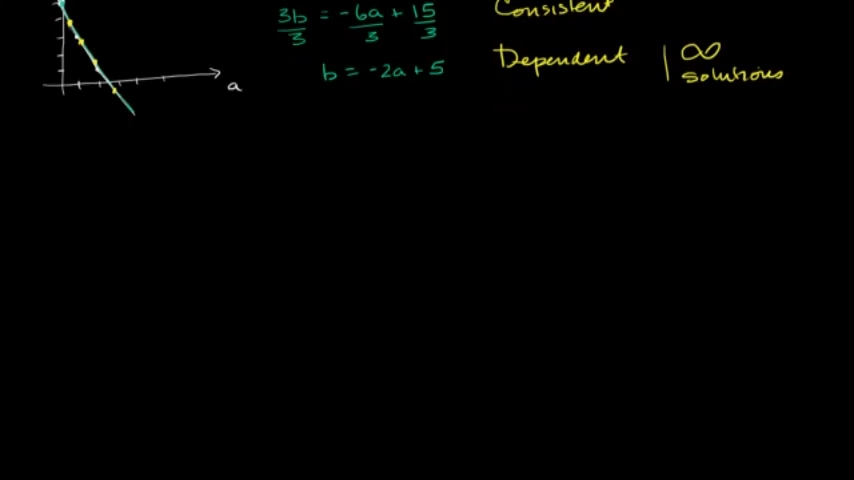 3b/3 = -6a/3 + 15/3
b = -2a + 5
Consistent
Dependent | ∞ solutions
a